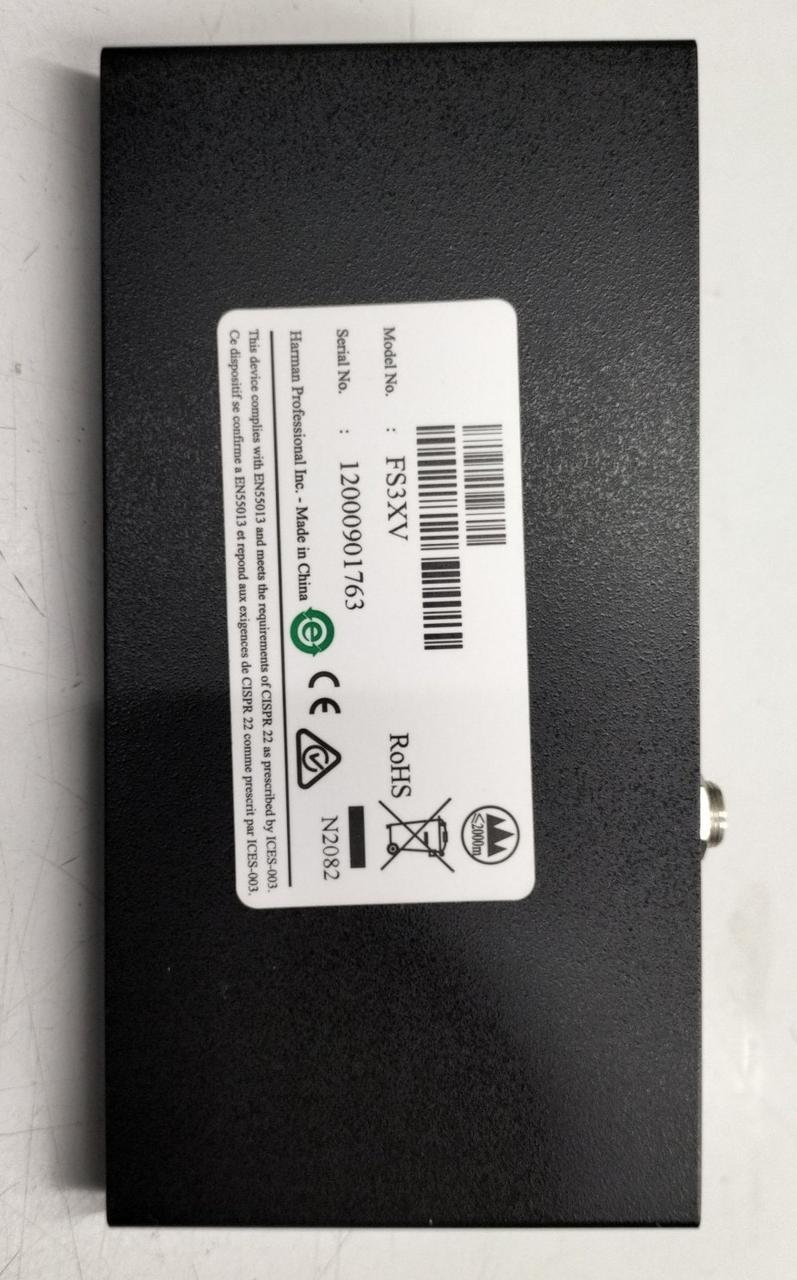 Model No. : FS3XV
Serial No. : 12000901763
Harman Professional Inc. - Made in China
This device complies with EN55013 and meets the requirements of CISPR 22 as prescribed by ICES-003.
Ce dispositif se confirme a EN55013 et repond aux exigences de CISPR 22 comme prescrit par ICES-003.
≤2000m
RoHS
e
CE
N2082